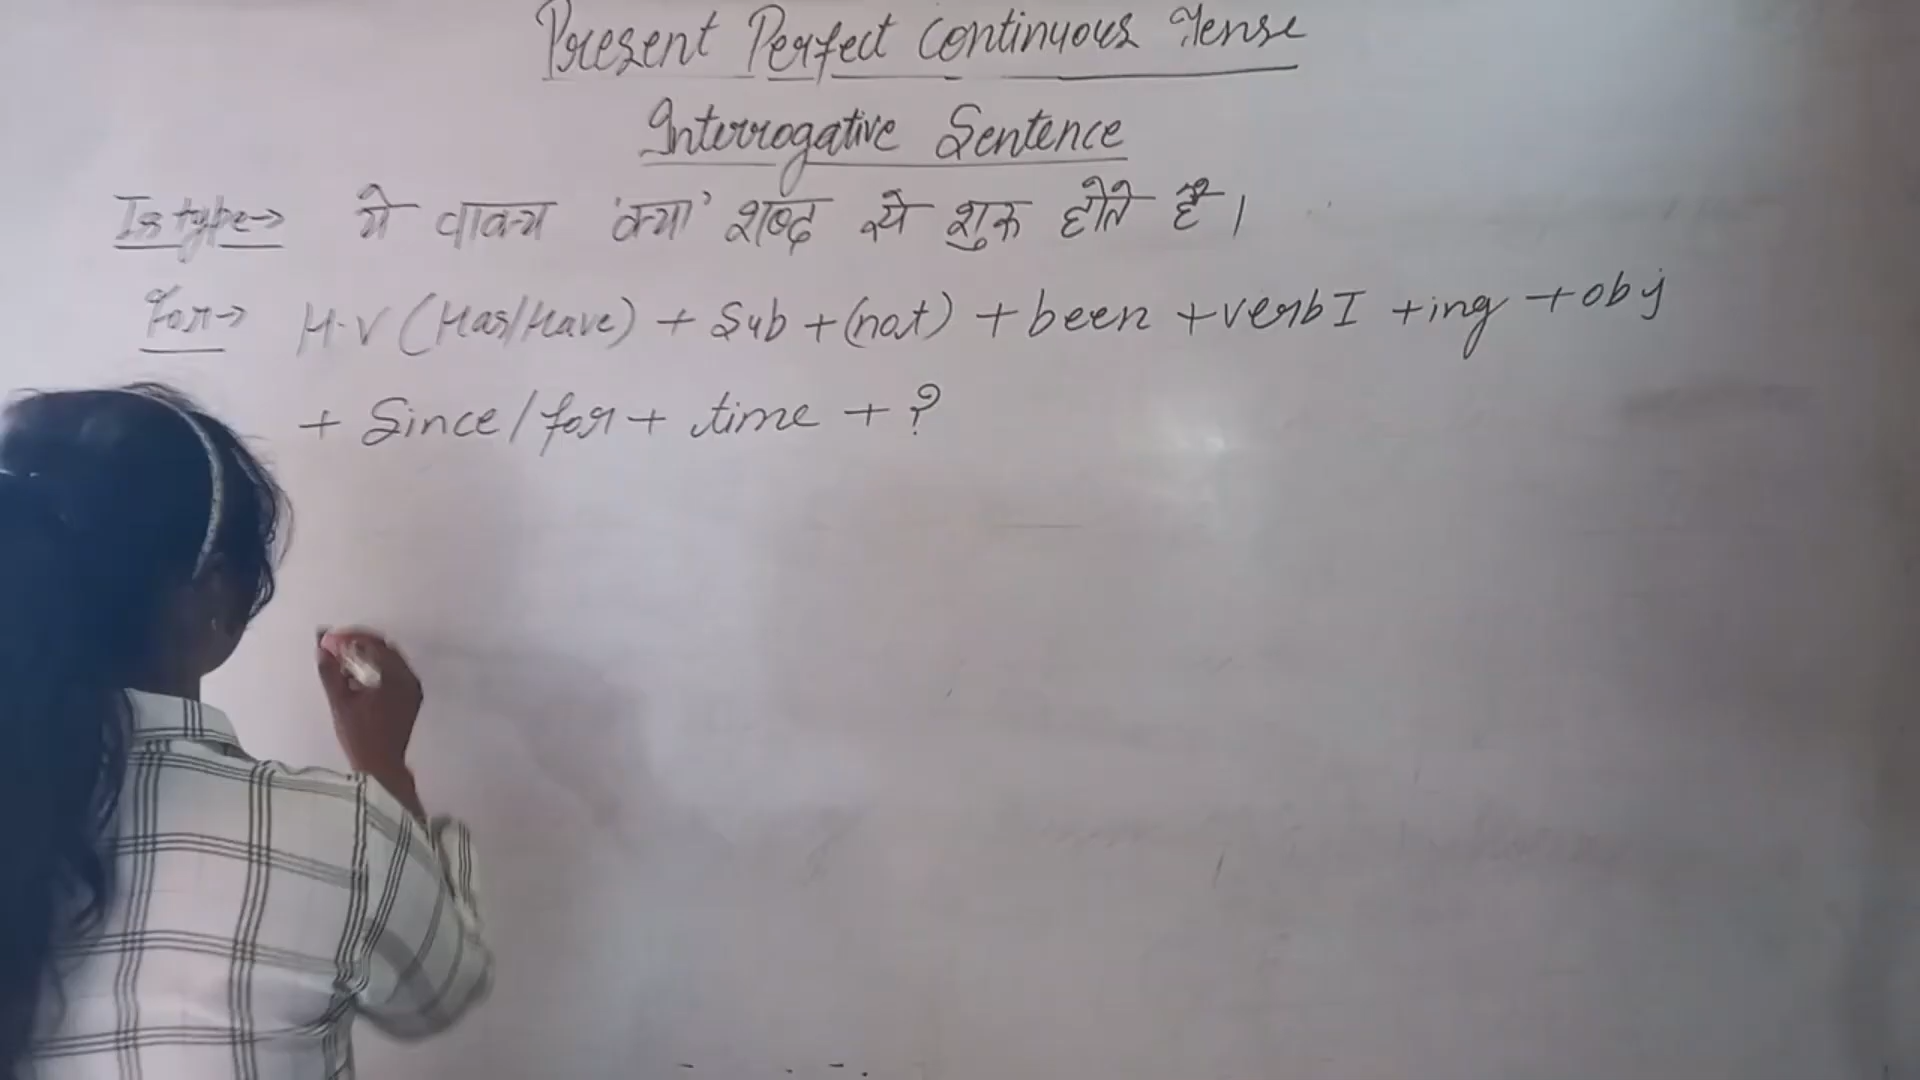 Present Perfect Continuous Tense
Interrogative Sentence
Is type→ ये वाक्य 'क्या' शब्द से शुरू होते हैं।
For→ H.V (Has/Have) + Sub + (not) + been + verb I + ing + obj
+ Since / for + time + ?